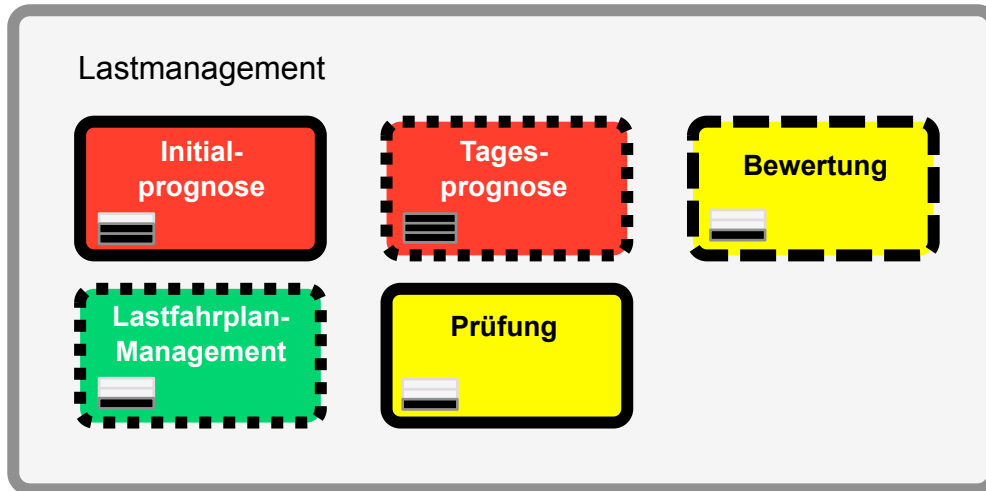 Lastmanagement
Initial-
prognose
Tages-
prognose
Bewertung
Lastfahrplan-
Management
Prüfung